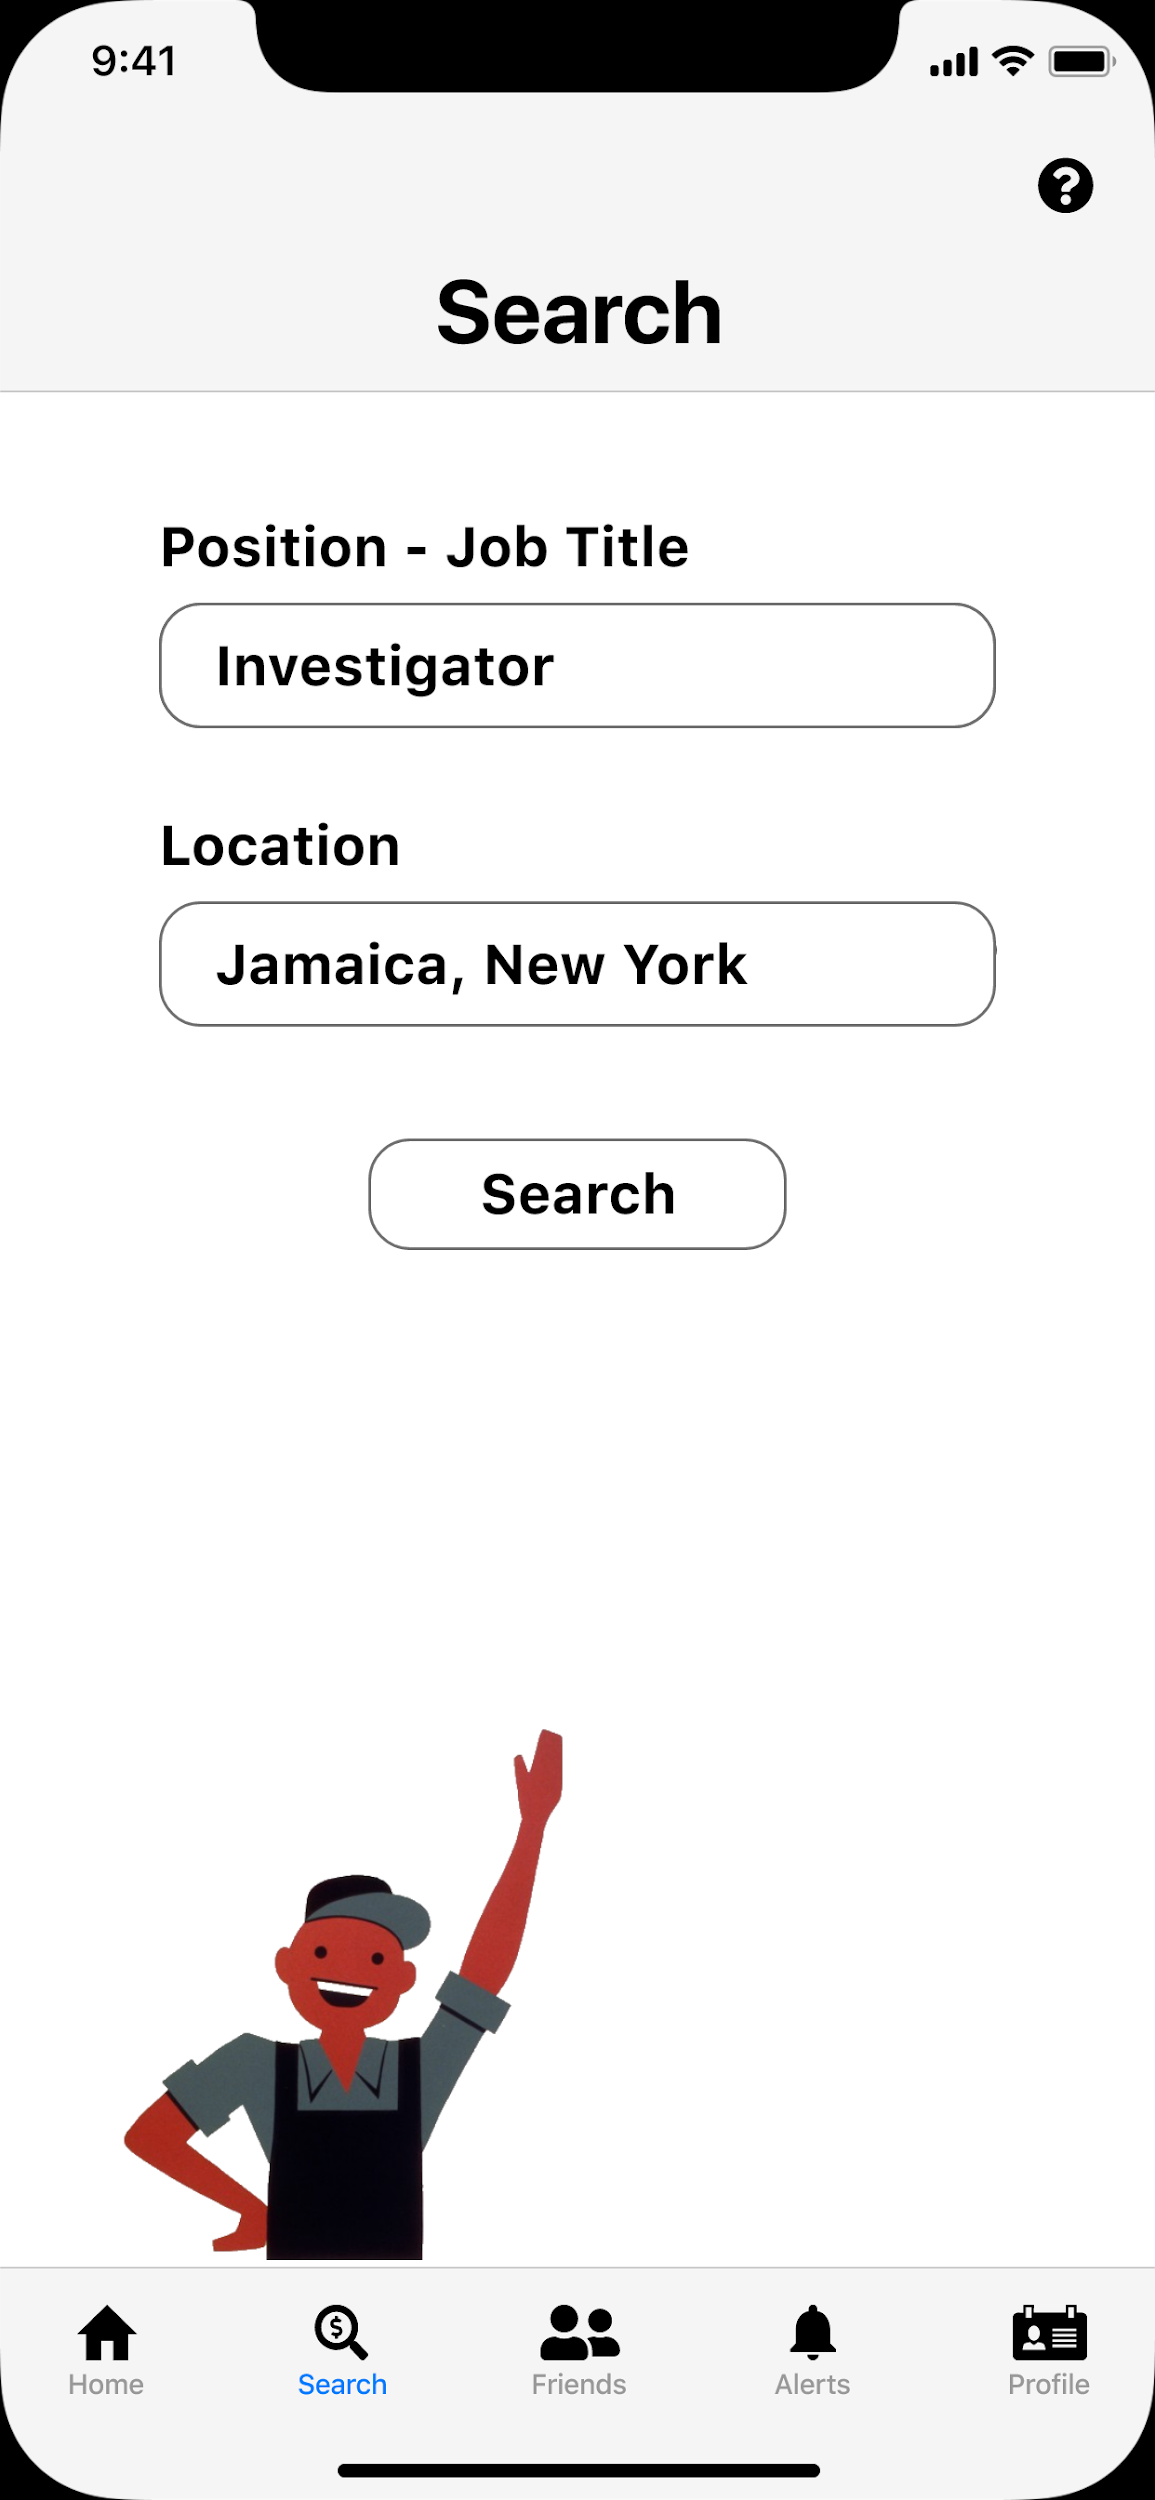 9:41
?
Search
Position - Job Title
Investigator
Location
Jamaica, New York
Search
$
Home
Search
Friends
Alerts
Profile